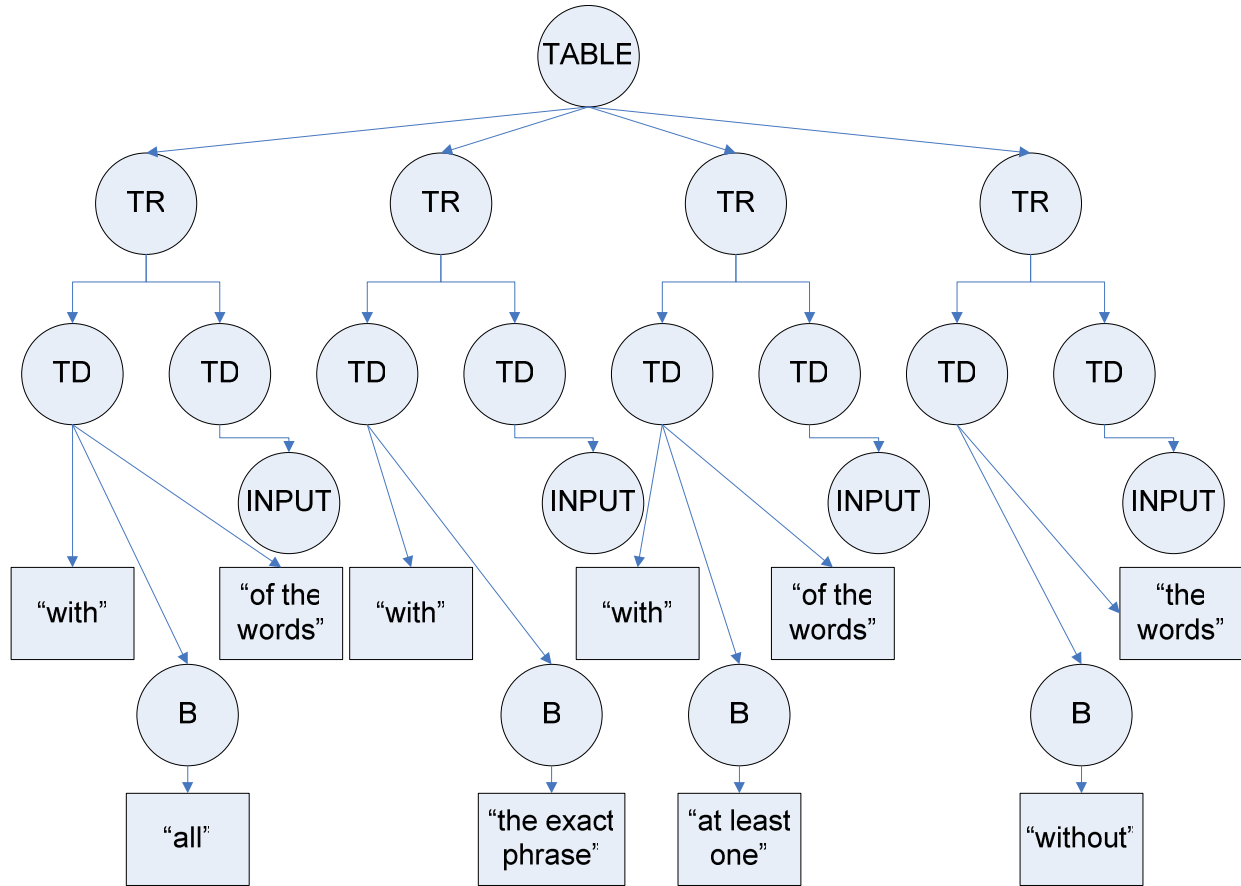 TABLE
TR TR TR TR
TD TD TD TD TD TD TD TD
INPUT INPUT INPUT INPUT
“with”
“of the
words”
“with”
“with”
“of the
words”
“the
words”
B B B B
“all”
“the exact
phrase”
“at least
one”
“without”